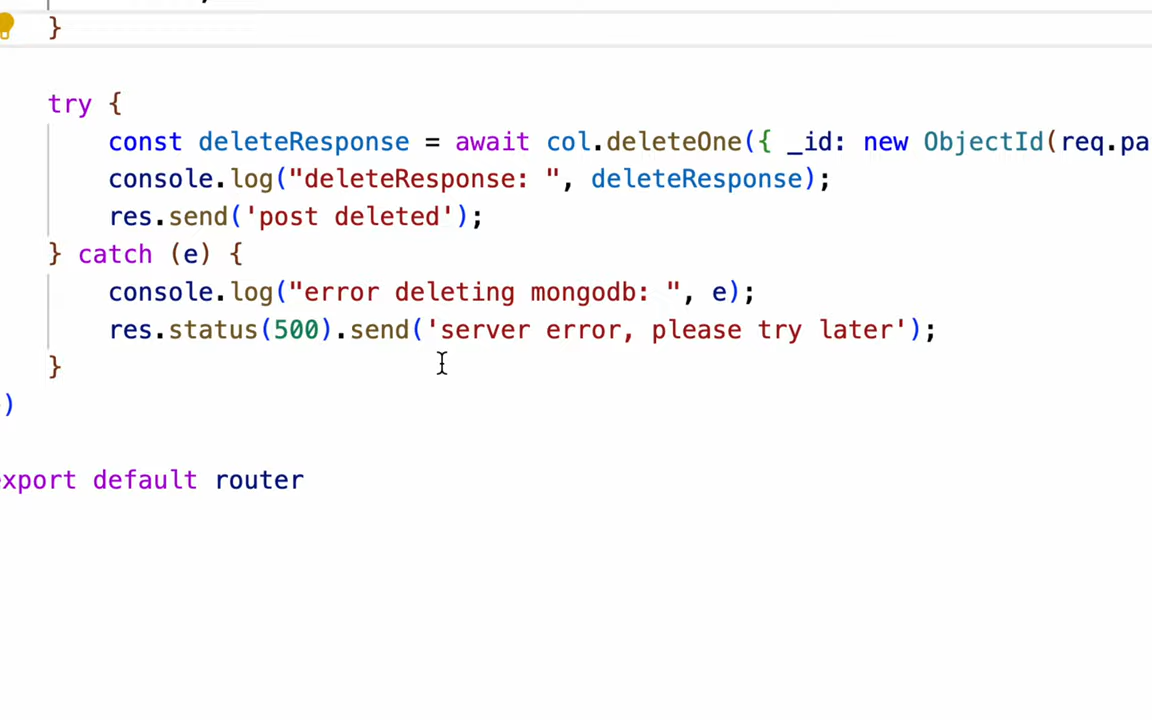 }
try {
const deleteResponse = await col.deleteOne({ _id: new ObjectId(req.pa
console.log("deleteResponse: ", deleteResponse);
res.send('post deleted');
} catch (e) {
console.log("error deleting mongodb: ", e);
res.status(500).send('server error, please try later');
}
)
export default router